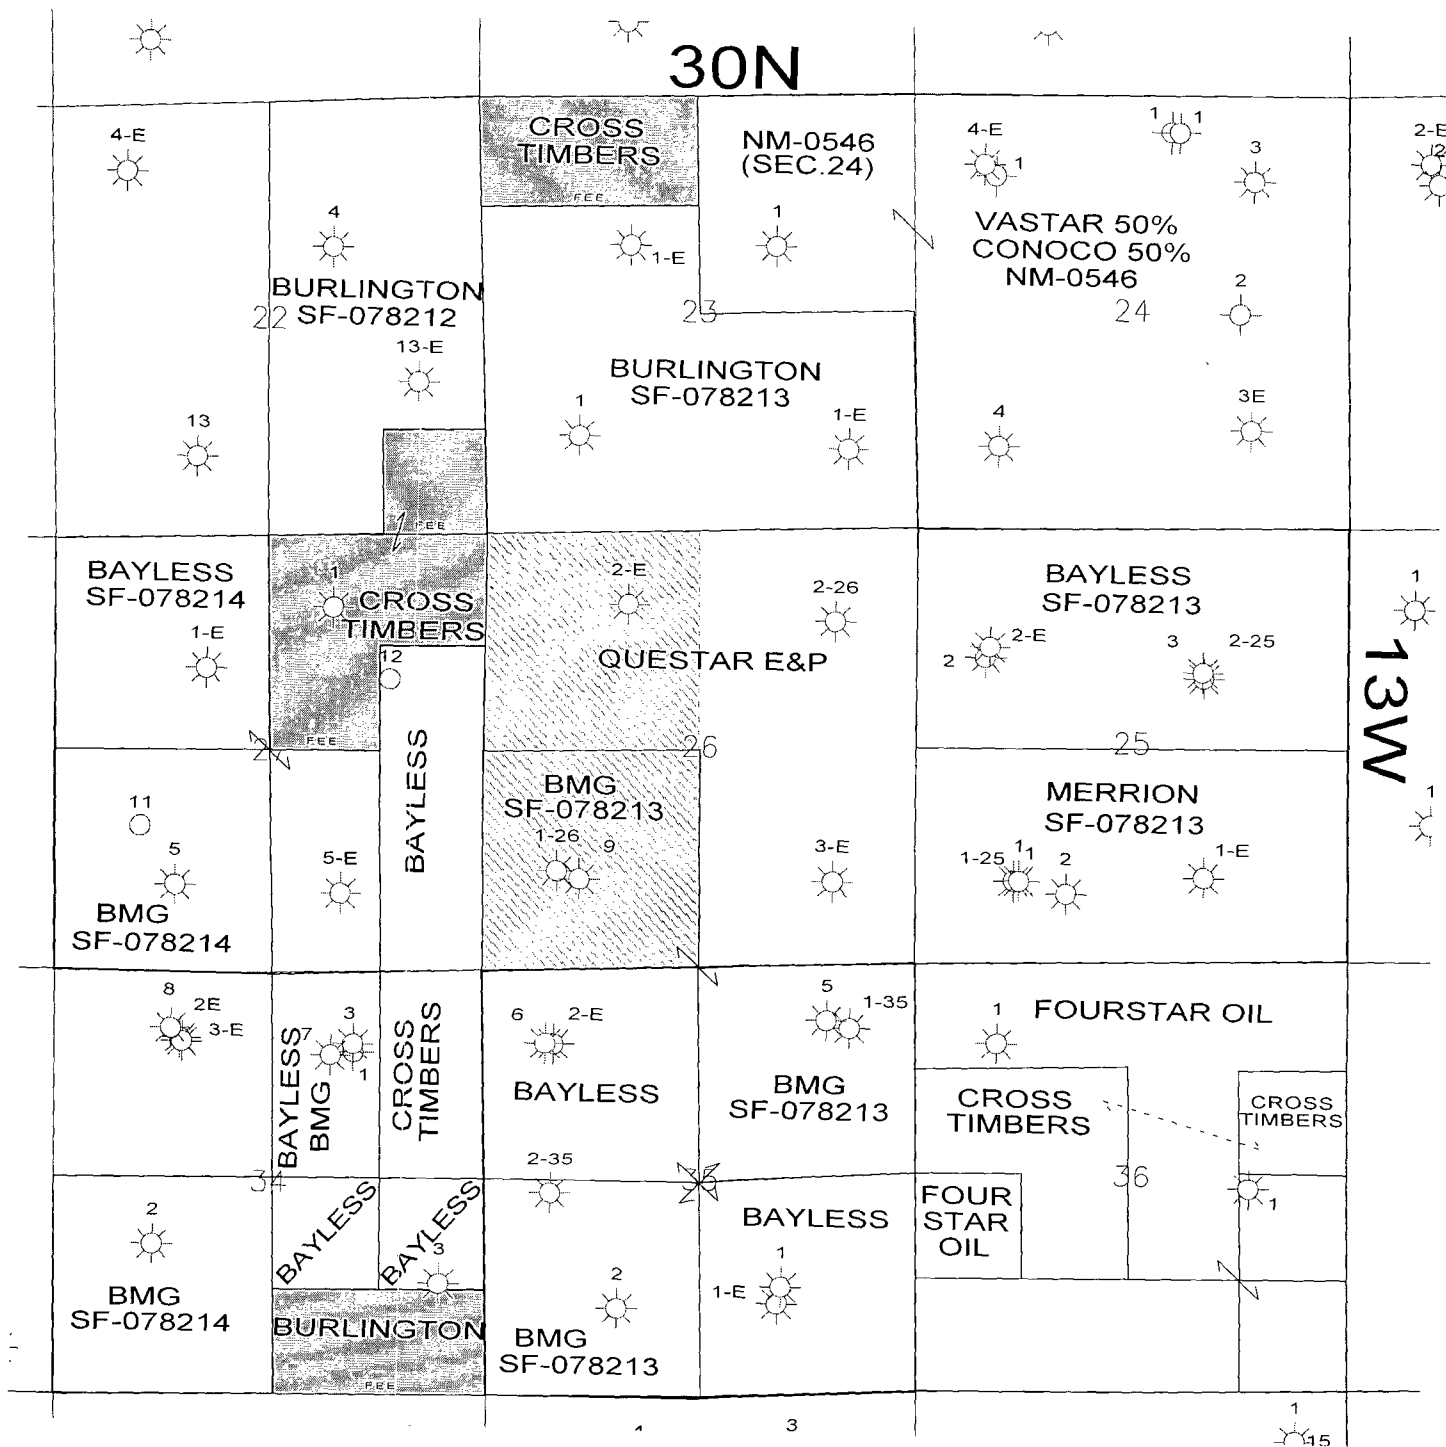 30N
CROSS
TIMBERS
FEE
NM-0546
(SEC.24)
4-E
4-E
1
1
1
3
2-E
2
4
1-E
1
VASTAR 50%
CONOCO 50%
NM-0546
BURLINGTON
SF-078212
22
23
24
2
13-E
BURLINGTON
SF-078213
13
1
1-E
4
3E
FEE
BAYLESS
SF-078214
1-E
1
CROSS
TIMBERS
FEE
12
2-E
2-26
QUESTAR E&P
BAYLESS
SF-078213
2-E
2
3
2-25
1
13W
26
25
BAYLESS
11
5
BMG
SF-078214
5-E
BMG
SF-078213
1-26
9
3-E
MERRION
SF-078213
1-25
1
1
2
1-E
1
8
2E
3-E
BAYLESS
BMG
7
3
1
CROSS
TIMBERS
6
2-E
BAYLESS
5
1-35
BMG
SF-078213
1
FOURSTAR OIL
CROSS
TIMBERS
CROSS
TIMBERS
34
36
2-35
2
BMG
SF-078214
BAYLESS
BAYLESS
3
BURLINGTON
FEE
2
BMG
SF-078213
BAYLESS
1
1-E
FOUR
STAR
OIL
1
3
1
15